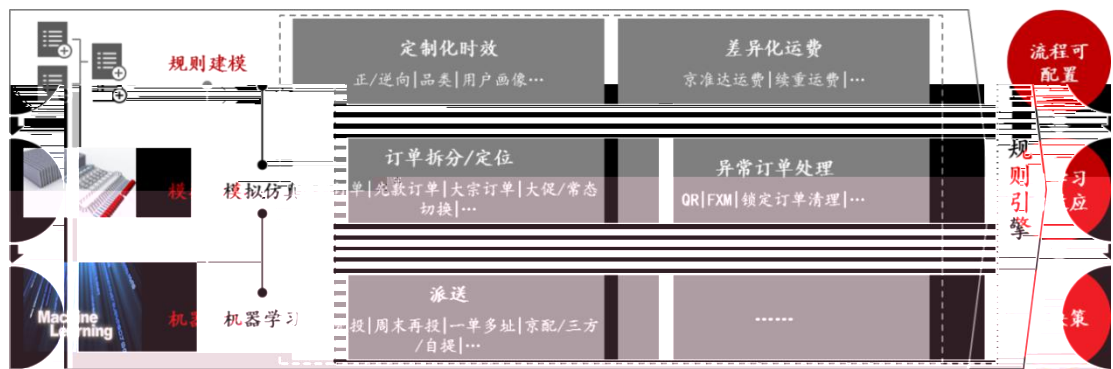 规则建模
定制化时效
正/逆向|品类|用户画像…
差异化运费
京准达运费|续重运费|…
流程可
配置
模拟仿真
订单拆分/定位
单|先款订单|大宗订单|大促/常态
切换|…
异常订单处理
QR|FXM|锁定订单清理|…
规则引擎
习
应
Machine
Learning
机器学习
派送
投|周末再投|一单多址|京配/三方
/自提|…
……
策